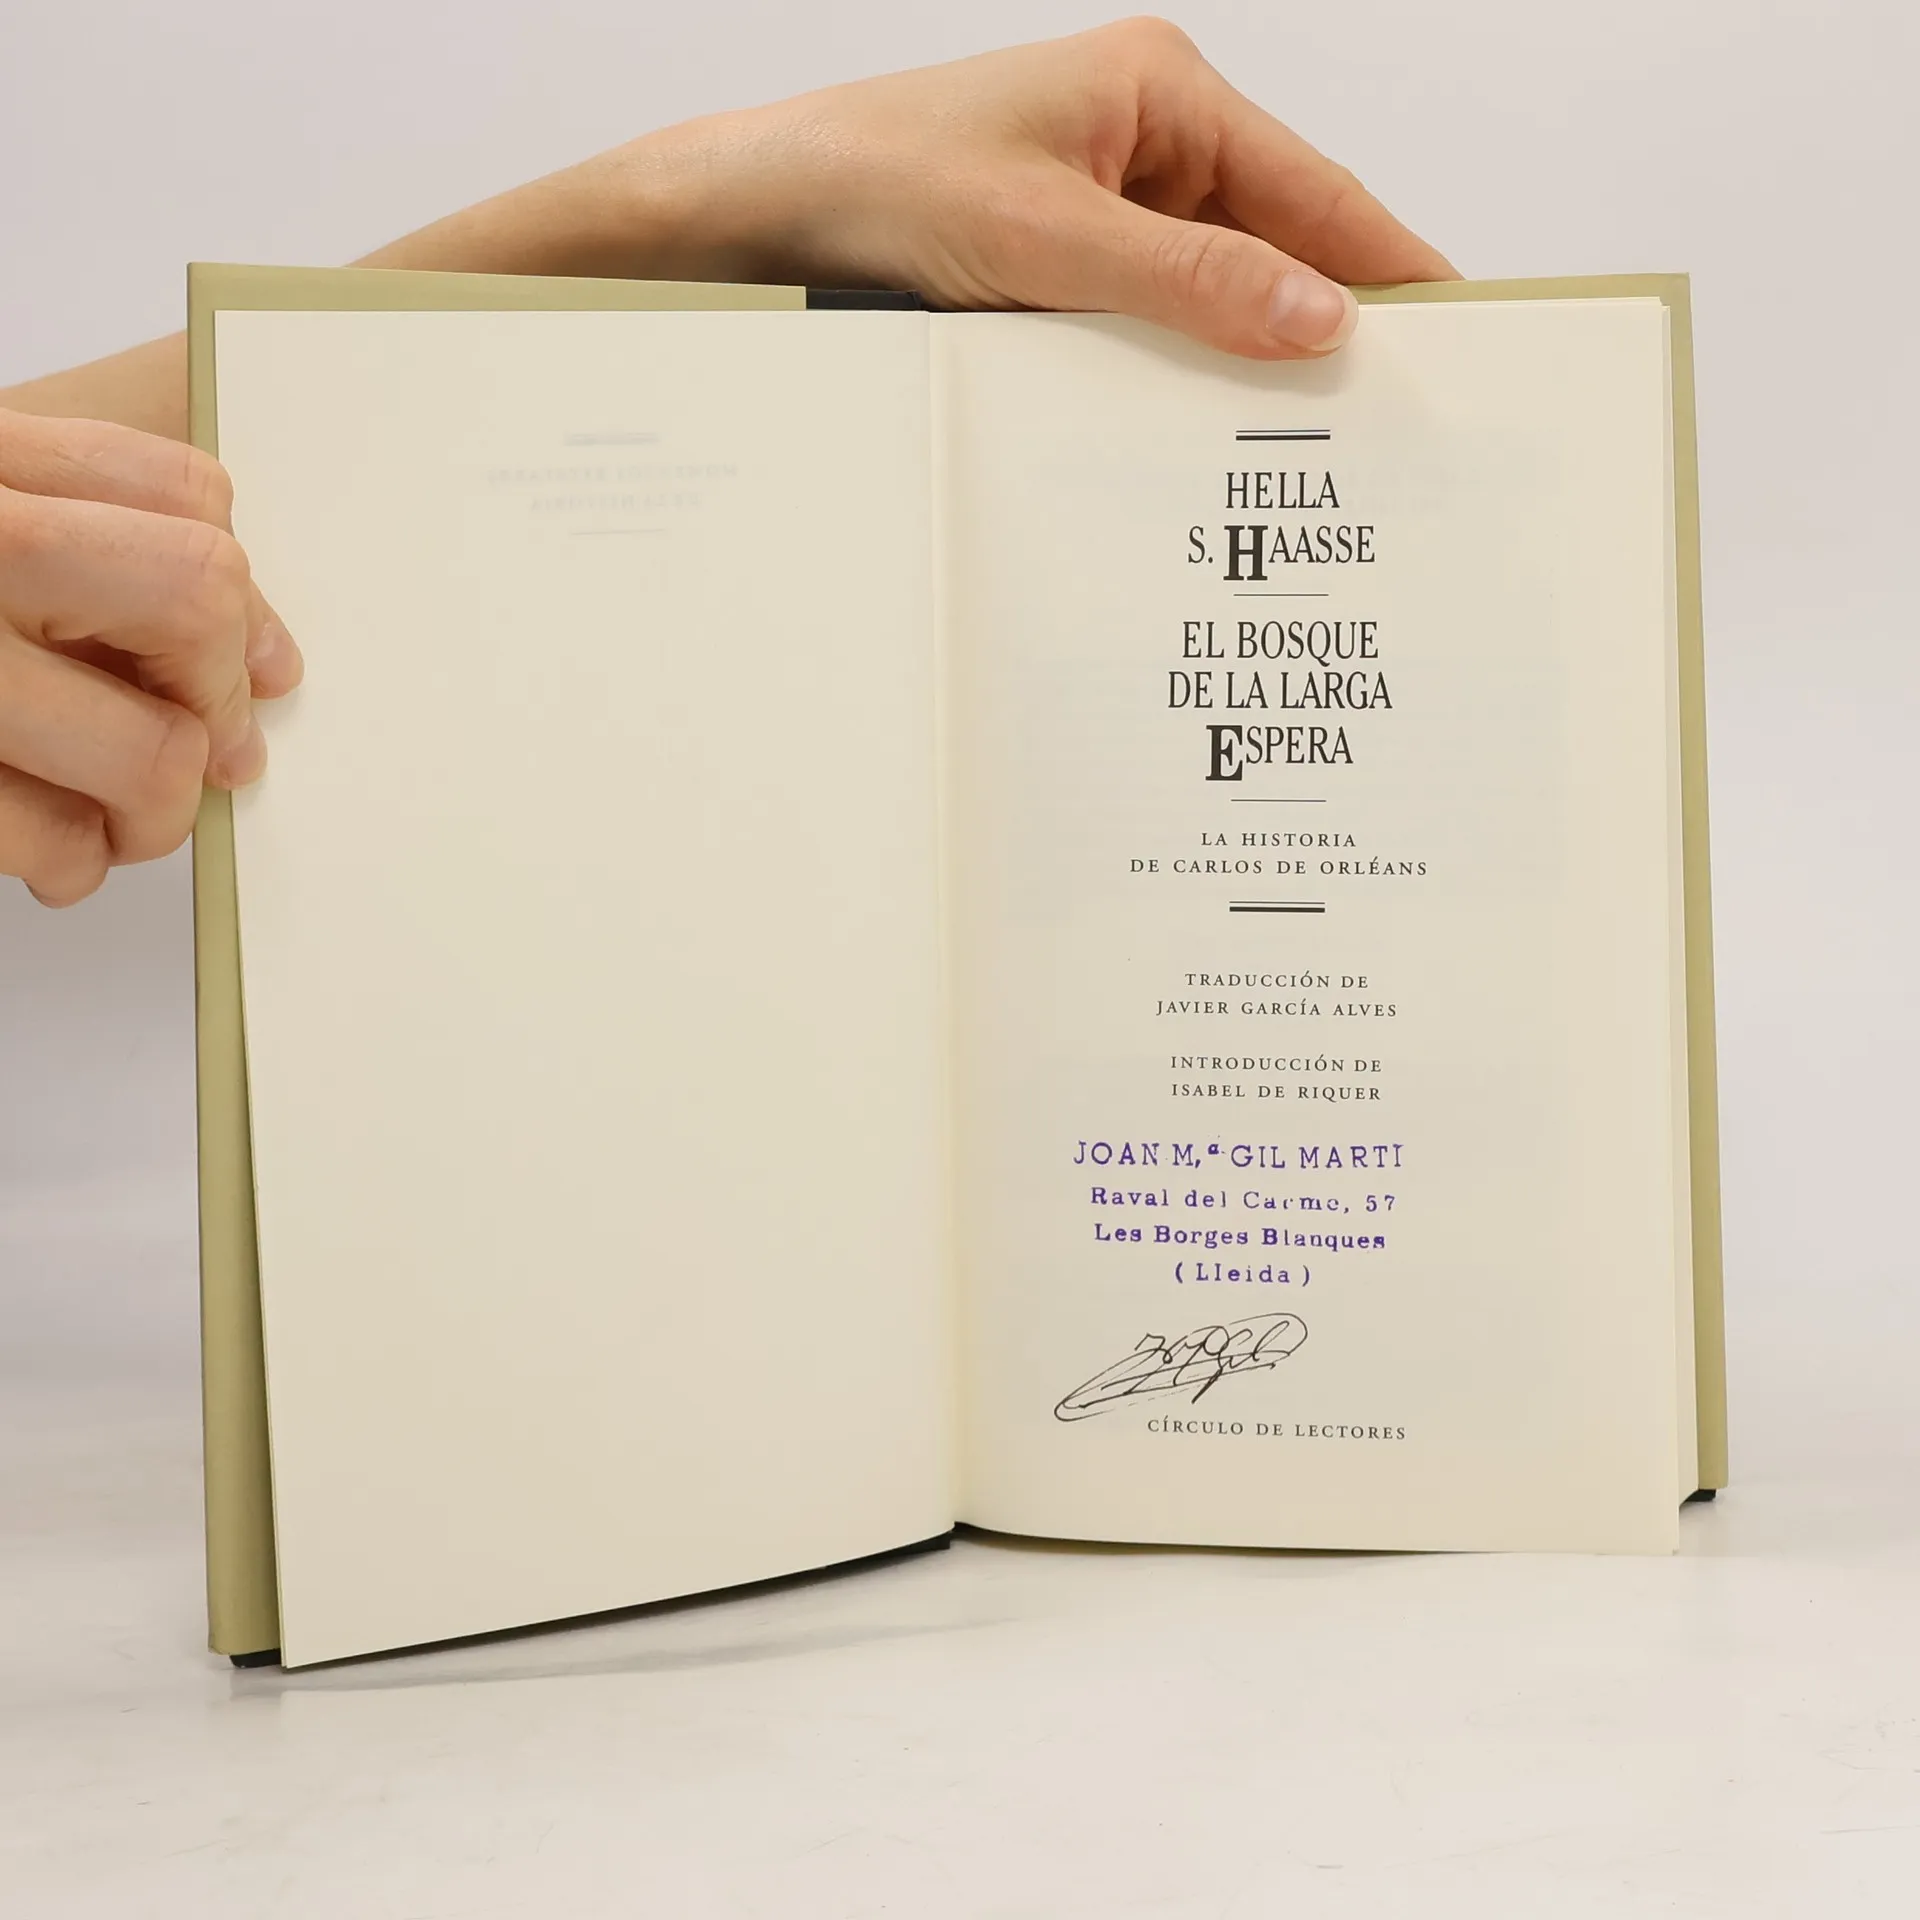 HELLA
S. HAASSE
EL BOSQUE
DE LA LARGA
ESPERA
LA HISTORIA
DE CARLOS DE ORLÉANS
TRADUCCIÓN DE
JAVIER GARCÍA ALVES
INTRODUCCIÓN DE
ISABEL DE RIQUER
JOAN M,ª GIL MARTI
Raval del Carme, 57
Les Borges Blanques
( Lleida )
CÍRCULO DE LECTORES